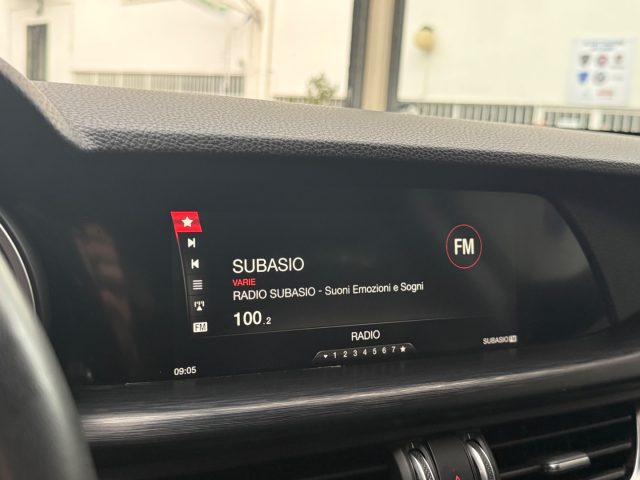 SUBASIO
VARIE
RADIO SUBASIO - Suoni Emozioni e Sogni
100.2
FM
FM
RADIO
1 2 3 4 5 6 7
09:05
SUBASIO FM